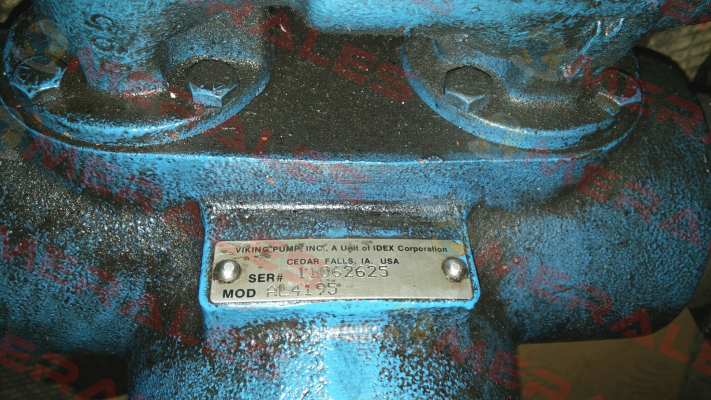 VIKING PUMP, INC. A Unit of IDEX Corporation
CEDAR FALLS, IA. USA
SER# 11062625
MOD AL4195